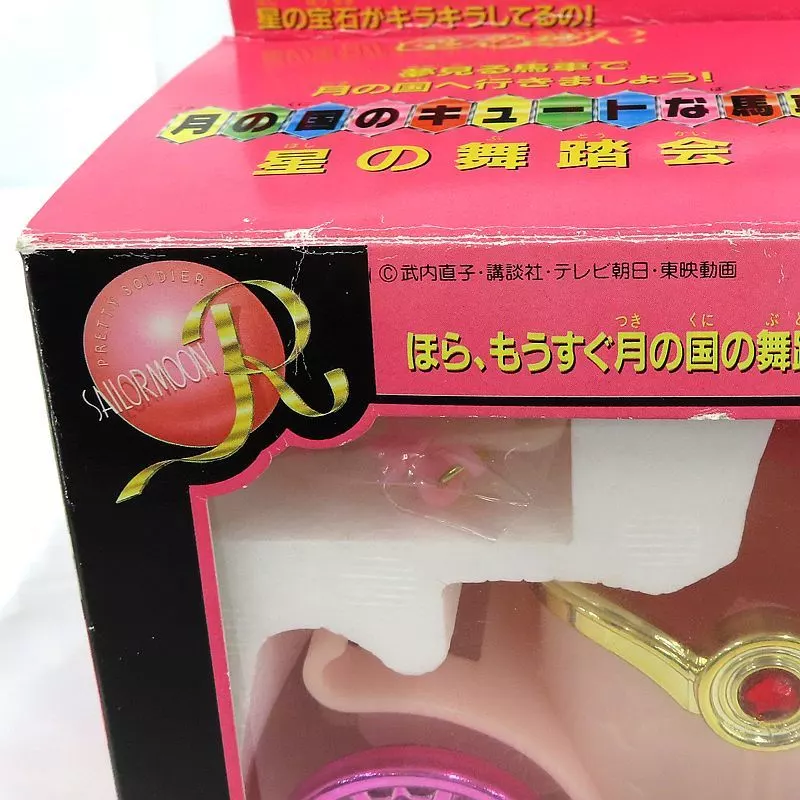 星の宝石がキラキラしてるの!
夢見る馬車で
月の国へ行きましょう!
月の国のキュートな馬
星の舞踏会
©武内直子・講談社・テレビ朝日・東映動画
PRETTY SOLDIER
SAILORMOON
R
ほら、もうすぐ月の国の舞踏